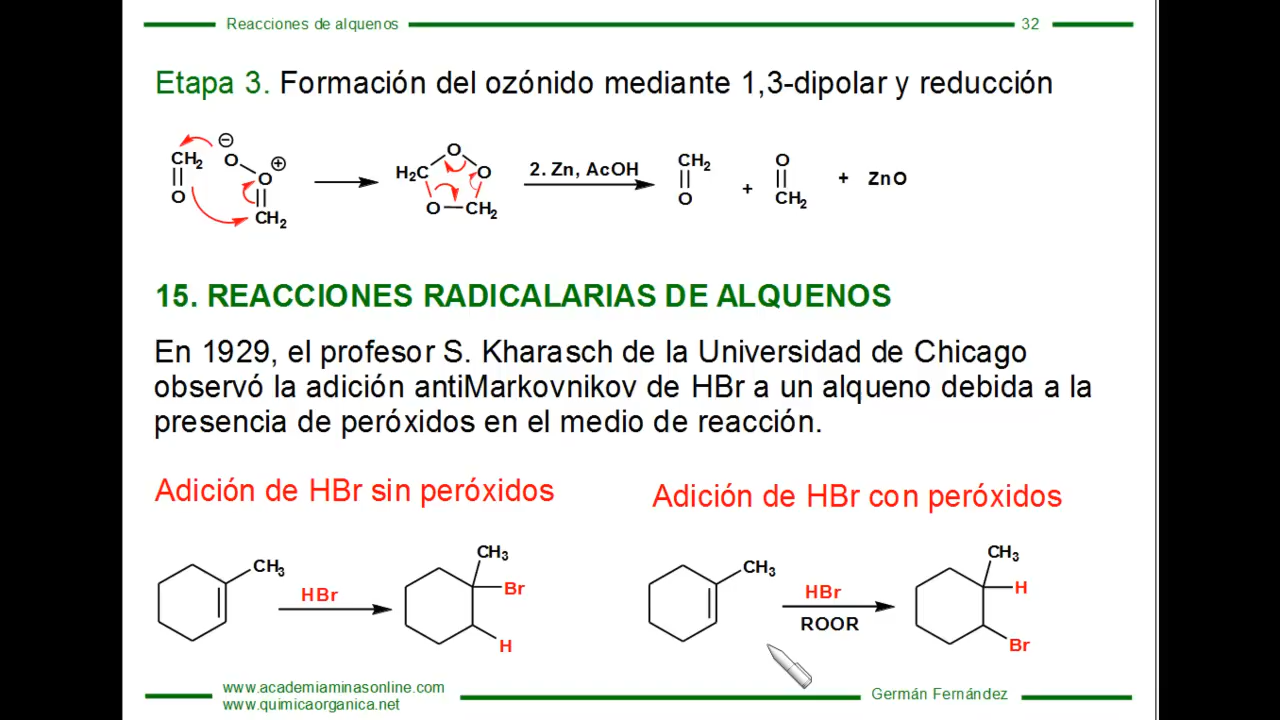 Reacciones de alquenos 32
Etapa 3. Formación del ozónido mediante 1,3-dipolar y reducción
CH2 O ⊖ O O ⊕ CH2
H2C O O O CH2
2. Zn, AcOH
CH2 O + O CH2 + ZnO
15. REACCIONES RADICALARIAS DE ALQUENOS
En 1929, el profesor S. Kharasch de la Universidad de Chicago
observó la adición antiMarkovnikov de HBr a un alqueno debida a la
presencia de peróxidos en el medio de reacción.
Adición de HBr sin peróxidos
CH3 HBr CH3 Br H
Adición de HBr con peróxidos
CH3 HBr ROOR CH3 H Br
www.academiaminasonline.com
www.quimicaorganica.net
Germán Fernández